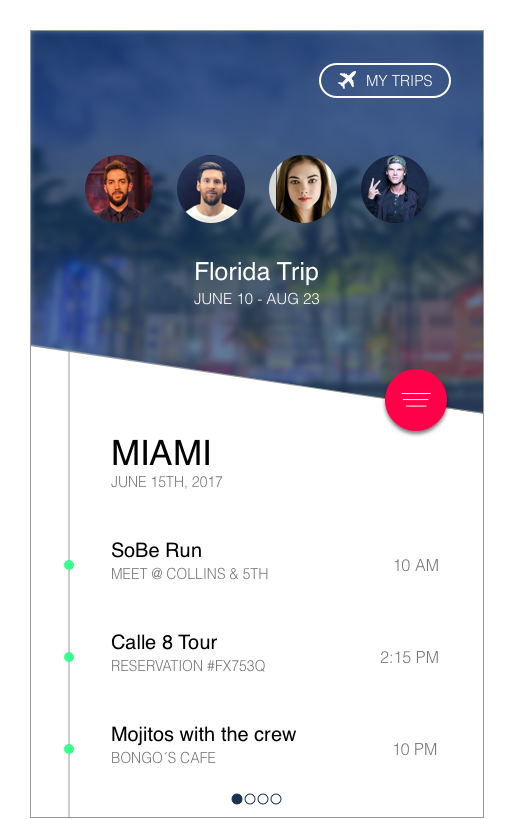 MY TRIPS
Florida Trip
JUNE 10 - AUG 23
MIAMI
JUNE 15TH, 2017
SoBe Run
MEET @ COLLINS & 5TH
10 AM
Calle 8 Tour
RESERVATION #FX753Q
2:15 PM
Mojitos with the crew
BONGO´S CAFE
10 PM